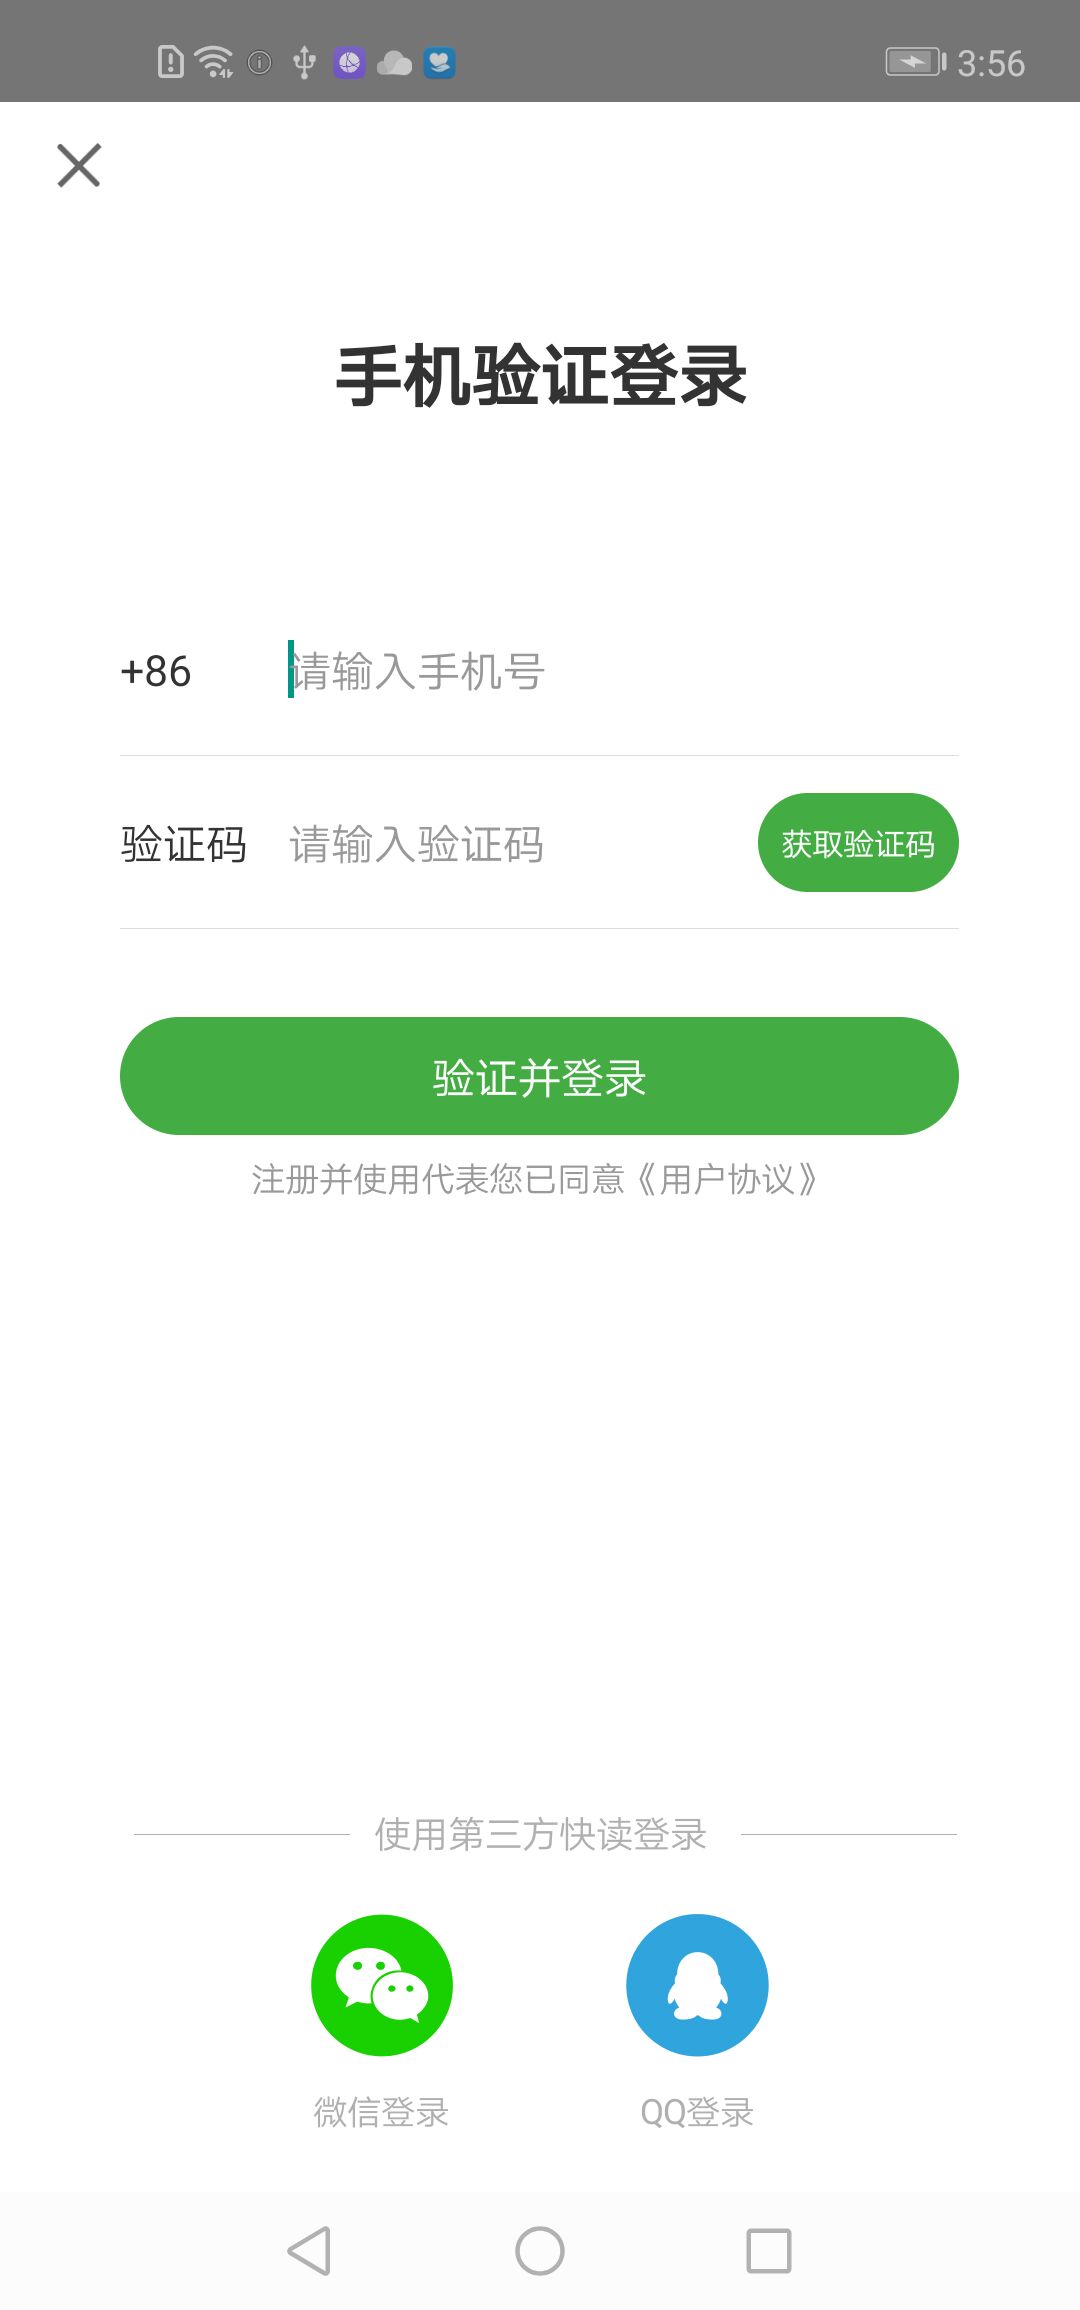 3:56
手机验证登录
+86 请输入手机号
验证码 请输入验证码 获取验证码
验证并登录
注册并使用代表您已同意《用户协议》
使用第三方快读登录
微信登录 QQ登录